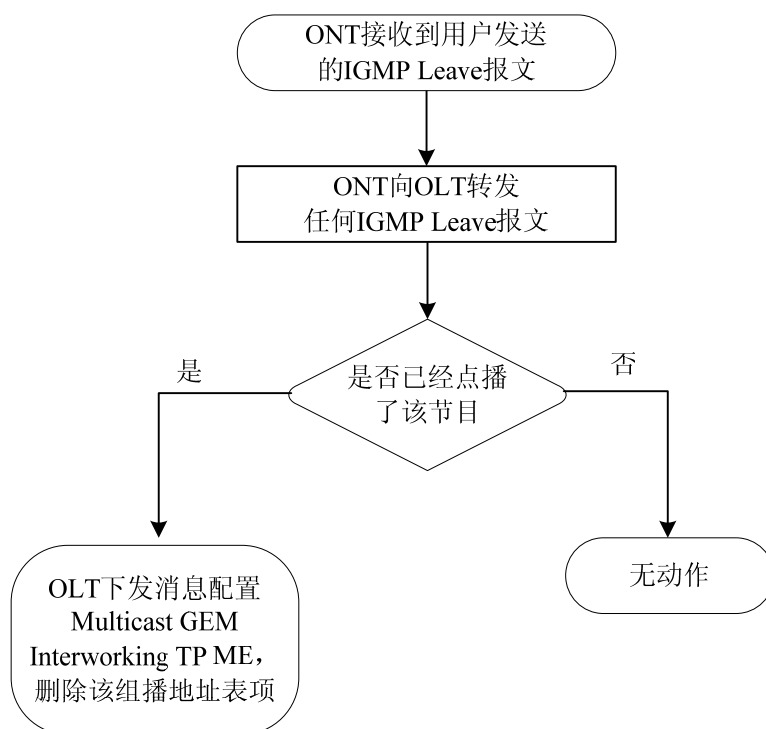 ONT接收到用户发送
的IGMP Leave报文
ONT向OLT转发
任何IGMP Leave报文
是否已经点播
了该节目
是
否
OLT下发消息配置
Multicast GEM
Interworking TP ME，
删除该组播地址表项
无动作